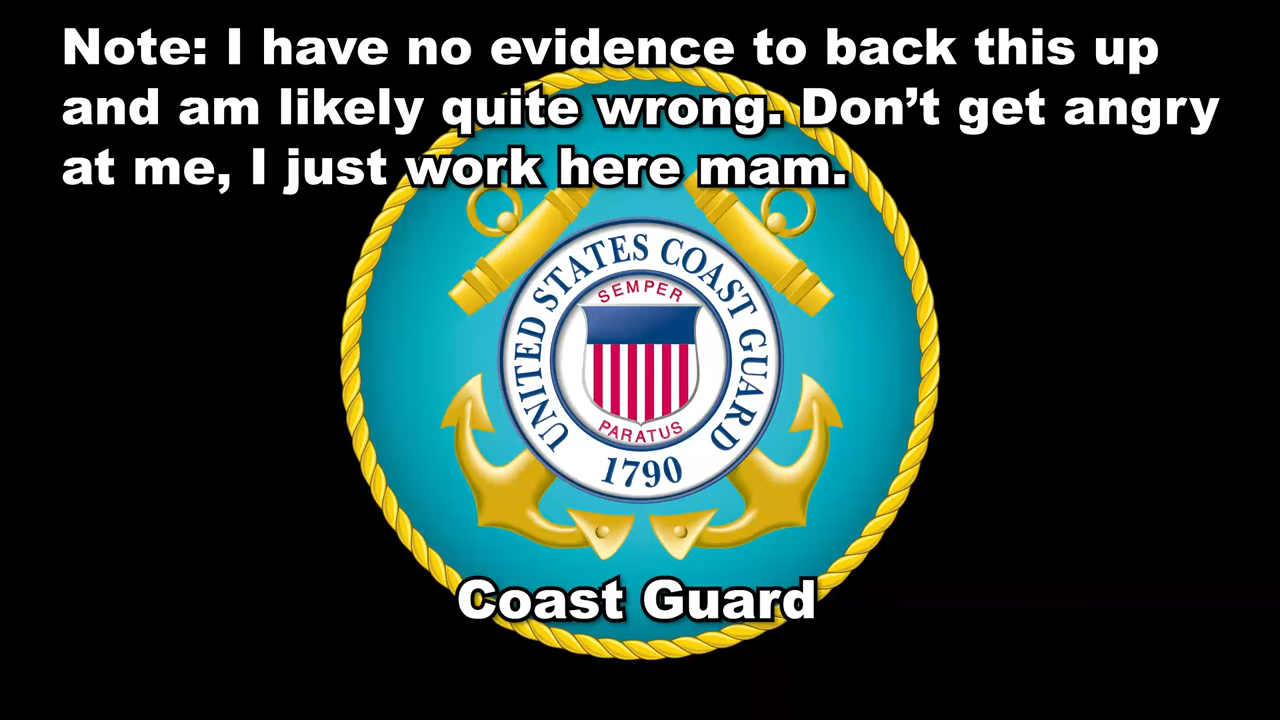 Note: I have no evidence to back this up
and am likely quite wrong. Don’t get angry
at me, I just work here mam.
UNITED STATES COAST GUARD
SEMPER
PARATUS
1790
Coast Guard